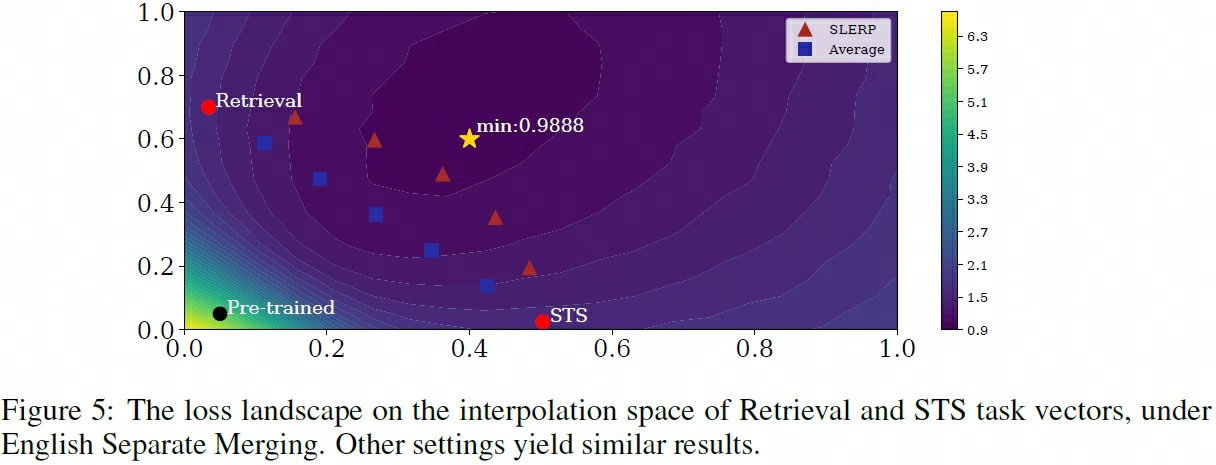 1.0
0.8
0.6
0.4
0.2
0.0
0.0 0.2 0.4 0.6 0.8 1.0
SLERP
Average
Retrieval
min:0.9888
Pre-trained
STS
6.3
5.7
5.1
4.5
3.9
3.3
2.7
2.1
1.5
0.9
Figure 5: The loss landscape on the interpolation space of Retrieval and STS task vectors, under
English Separate Merging. Other settings yield similar results.